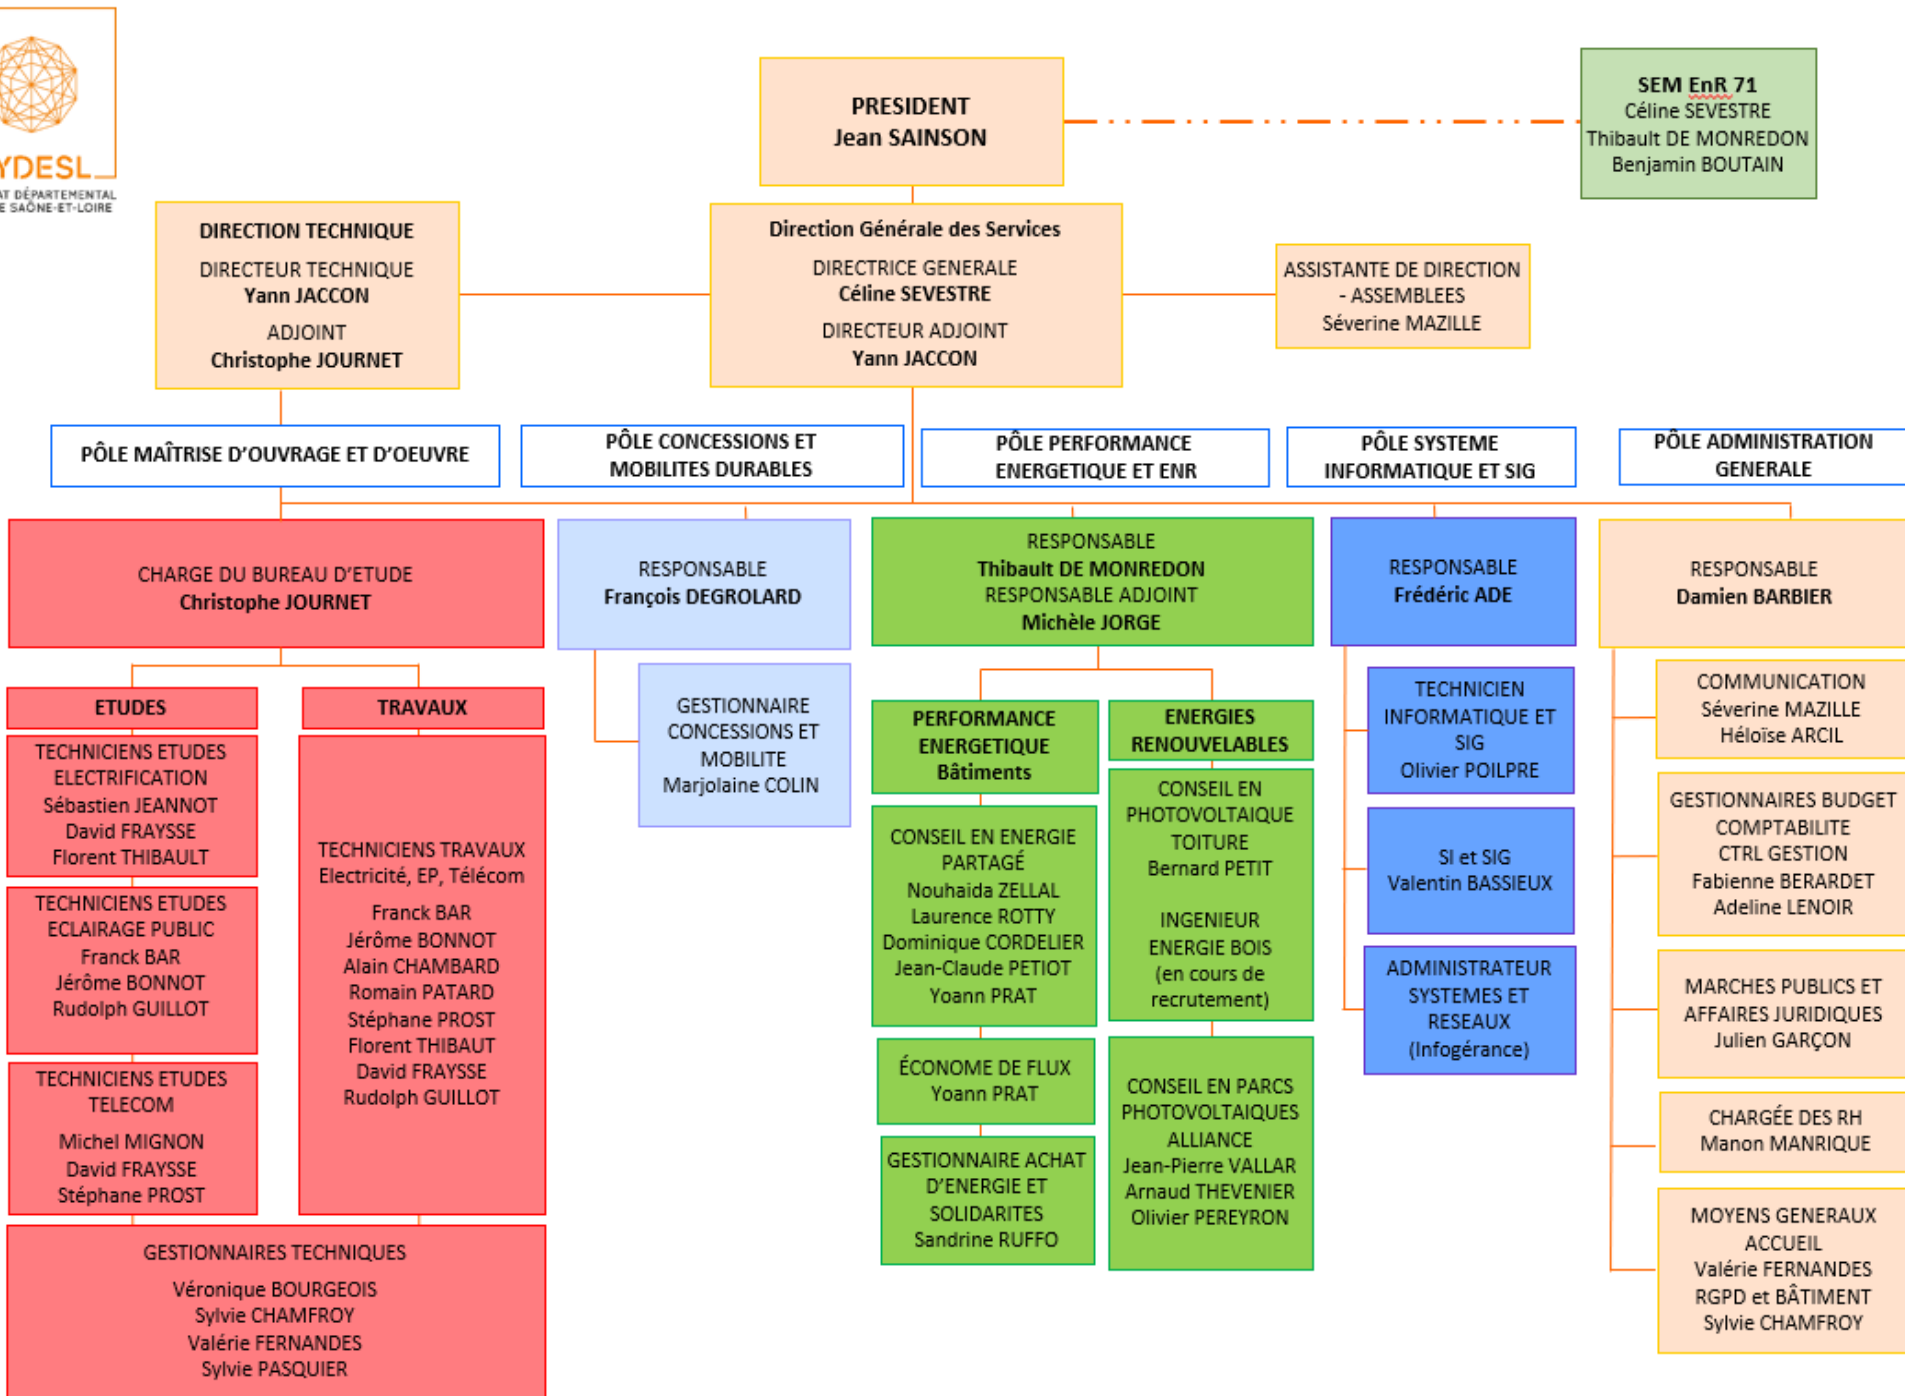 YDESL
AT DÉPARTEMENTAL
E SAÔNE-ET-LOIRE
PRESIDENT
Jean SAINSON
SEM EnR 71
Céline SEVESTRE
Thibault DE MONREDON
Benjamin BOUTAIN
DIRECTION TECHNIQUE
DIRECTEUR TECHNIQUE
Yann JACCON
ADJOINT
Christophe JOURNET
Direction Générale des Services
DIRECTRICE GENERALE
Céline SEVESTRE
DIRECTEUR ADJOINT
Yann JACCON
ASSISTANTE DE DIRECTION
- ASSEMBLEES
Séverine MAZILLE
PÔLE MAÎTRISE D'OUVRAGE ET D'OEUVRE
PÔLE CONCESSIONS ET
MOBILITES DURABLES
PÔLE PERFORMANCE
ENERGETIQUE ET ENR
PÔLE SYSTEME
INFORMATIQUE ET SIG
PÔLE ADMINISTRATION
GENERALE
CHARGE DU BUREAU D'ETUDE
Christophe JOURNET
RESPONSABLE
François DEGROLARD
RESPONSABLE
Thibault DE MONREDON
RESPONSABLE ADJOINT
Michèle JORGE
RESPONSABLE
Frédéric ADE
RESPONSABLE
Damien BARBIER
ETUDES
TECHNICIENS ETUDES
ELECTRIFICATION
Sébastien JEANNOT
David FRAYSSE
Florent THIBAULT
TECHNICIENS ETUDES
ECLAIRAGE PUBLIC
Franck BAR
Jérôme BONNOT
Rudolph GUILLOT
TECHNICIENS ETUDES
TELECOM
Michel MIGNON
David FRAYSSE
Stéphane PROST
TRAVAUX
TECHNICIENS TRAVAUX
Electricité, EP, Télécom
Franck BAR
Jérôme BONNOT
Alain CHAMBARD
Romain PATARD
Stéphane PROST
Florent THIBAUT
David FRAYSSE
Rudolph GUILLOT
GESTIONNAIRES TECHNIQUES
Véronique BOURGEOIS
Sylvie CHAMFROY
Valérie FERNANDES
Sylvie PASQUIER
GESTIONNAIRE
CONCESSIONS ET
MOBILITE
Marjolaine COLIN
PERFORMANCE
ENERGETIQUE
Bâtiments
CONSEIL EN ENERGIE
PARTAGÉ
Nouhaida ZELLAL
Laurence ROTTY
Dominique CORDELIER
Jean-Claude PETIOT
Yoann PRAT
ÉCONOME DE FLUX
Yoann PRAT
GESTIONNAIRE ACHAT
D'ENERGIE ET
SOLIDARITES
Sandrine RUFFO
ENERGIES
RENOUVELABLES
CONSEIL EN
PHOTOVOLTAIQUE
TOITURE
Bernard PETIT
INGENIEUR
ENERGIE BOIS
(en cours de
recrutement)
CONSEIL EN PARCS
PHOTOVOLTAIQUES
ALLIANCE
Jean-Pierre VALLAR
Arnaud THEVENIER
Olivier PEREYRON
TECHNICIEN
INFORMATIQUE ET
SIG
Olivier POILPRE
SI et SIG
Valentin BASSIEUX
ADMINISTRATEUR
SYSTEMES ET
RESEAUX
(Infogérance)
COMMUNICATION
Séverine MAZILLE
Héloïse ARCIL
GESTIONNAIRES BUDGET
COMPTABILITE
CTRL GESTION
Fabienne BERARDET
Adeline LENOIR
MARCHES PUBLICS ET
AFFAIRES JURIDIQUES
Julien GARÇON
CHARGÉE DES RH
Manon MANRIQUE
MOYENS GENERAUX
ACCUEIL
Valérie FERNANDES
RGPD et BÂTIMENT
Sylvie CHAMFROY